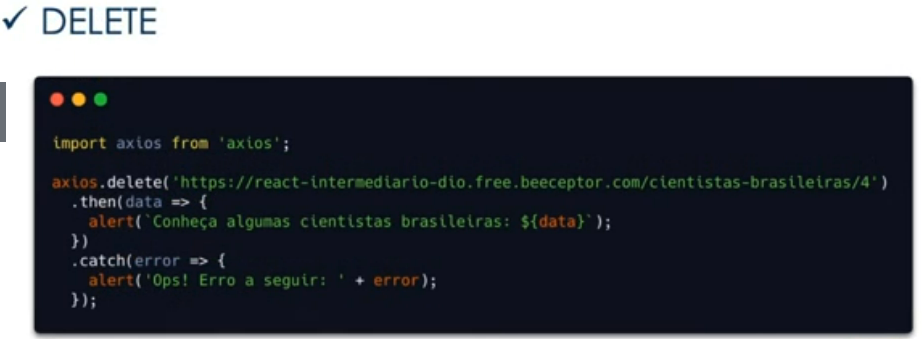 ✓ DELETE
import axios from 'axios';
axios.delete('https://react-intermediario-dio.free.beeceptor.com/cientistas-brasileiras/4')
  .then(data => {
    alert(`Conheça algumas cientistas brasileiras: ${data}`);
  })
  .catch(error => {
    alert('Ops! Erro a seguir: ' + error);
  });